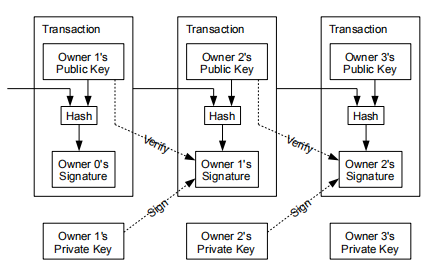 Transaction
Owner 1's
Public Key
Hash
Owner 0's
Signature
Transaction
Owner 2's
Public Key
Hash
Verify
Owner 1's
Signature
Transaction
Owner 3's
Public Key
Hash
Verify
Owner 2's
Signature
Owner 1's
Private Key
Sign
Owner 2's
Private Key
Sign
Owner 3's
Private Key